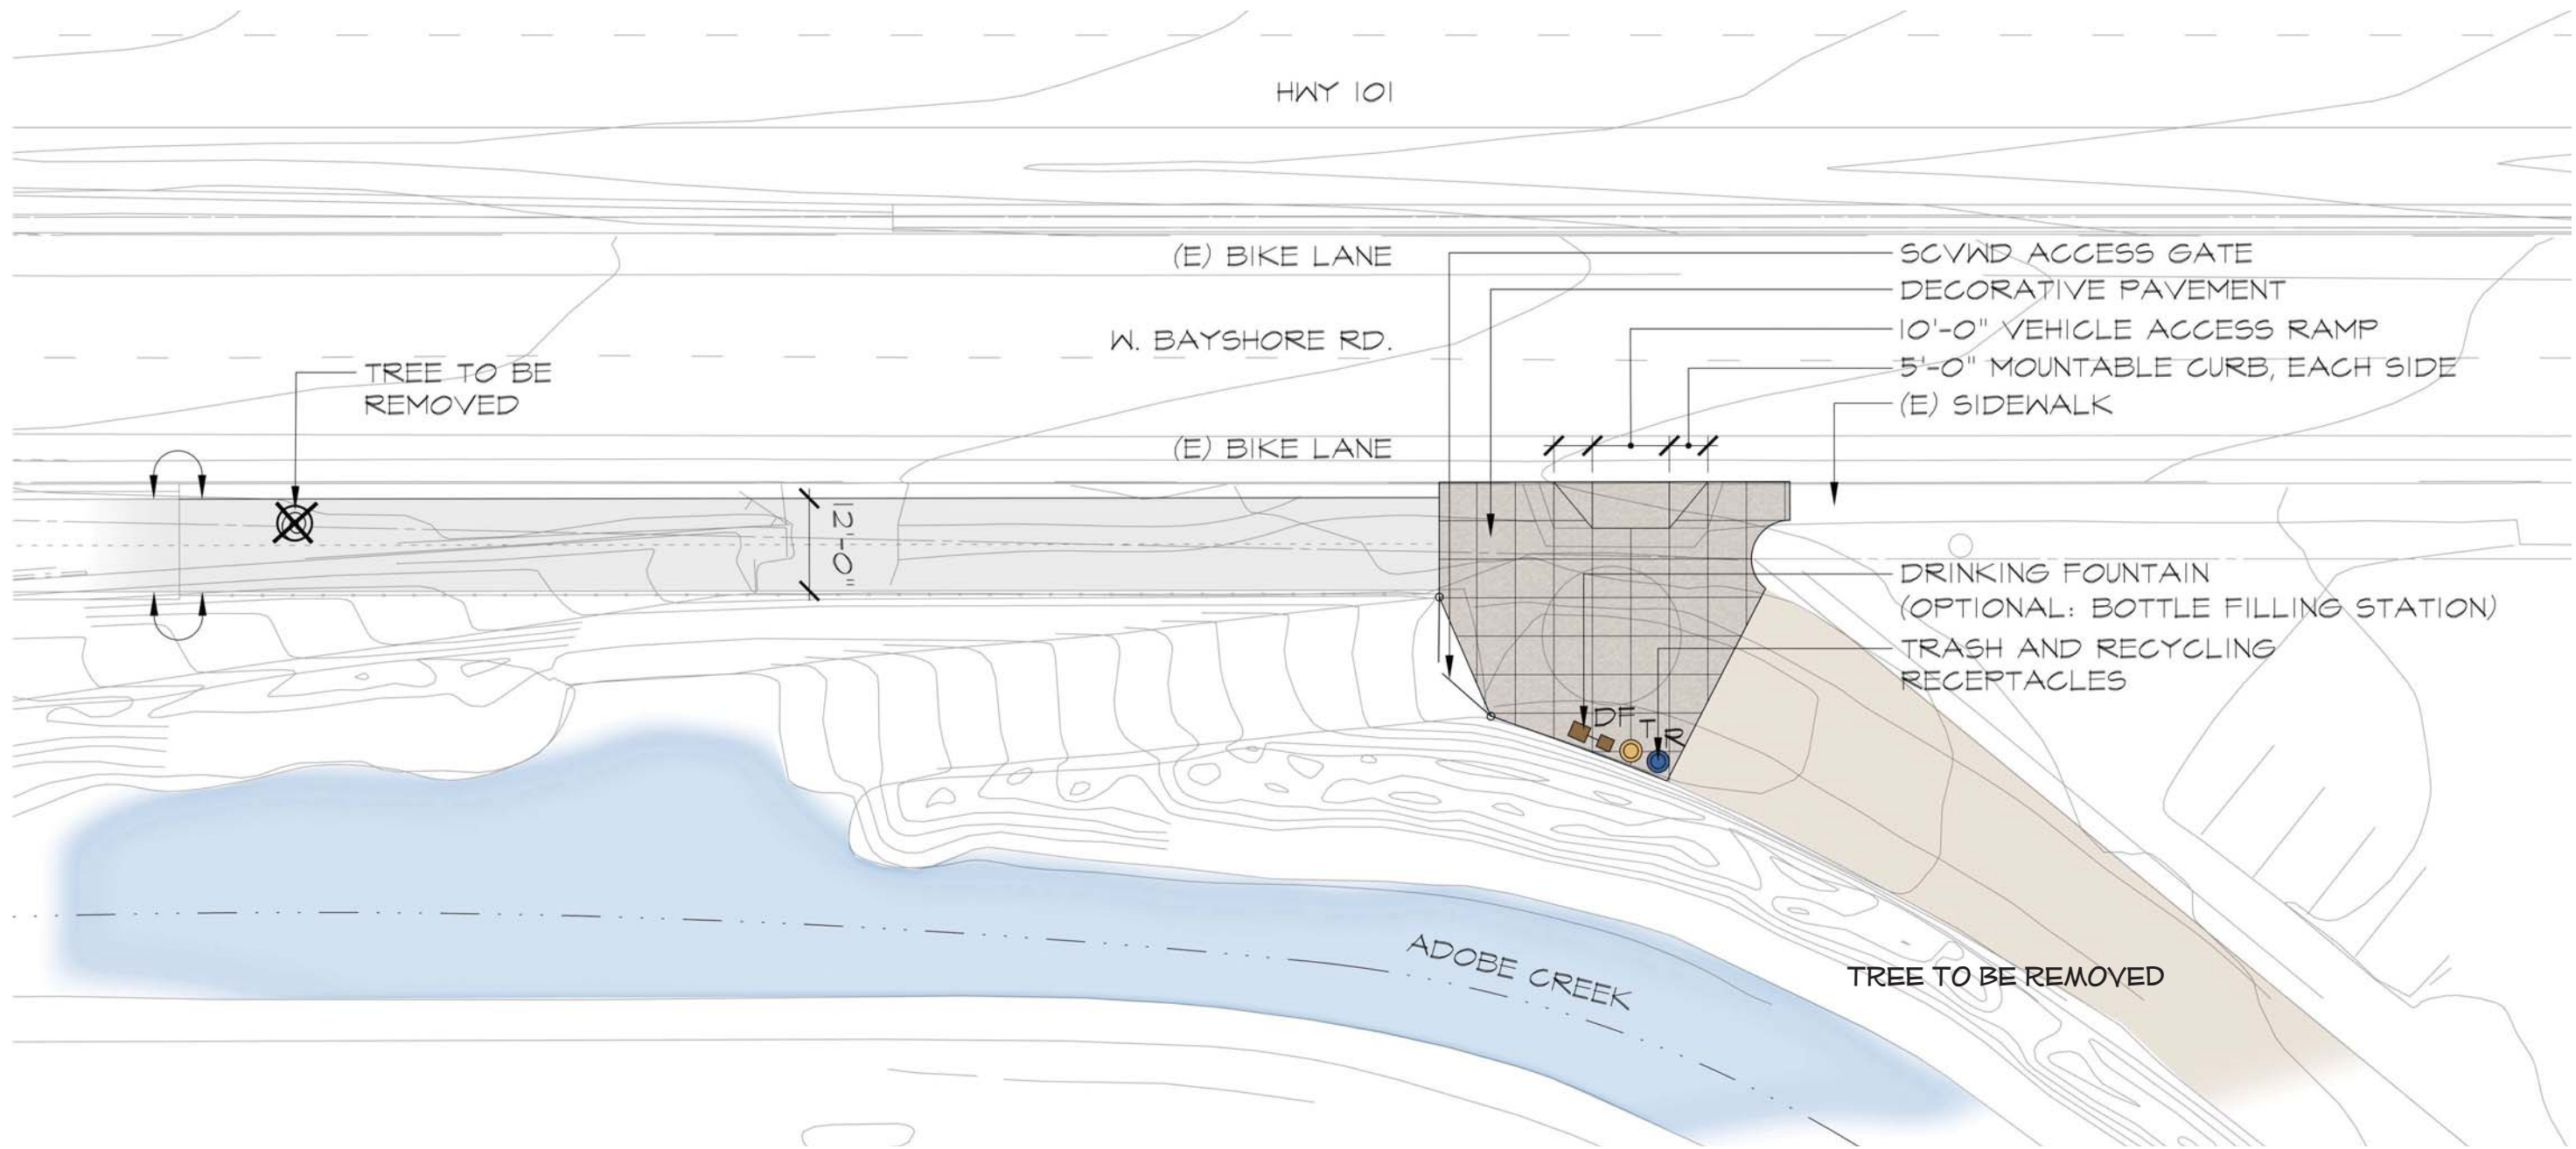 HWY 101
(E) BIKE LANE
SCVWD ACCESS GATE
DECORATIVE PAVEMENT
W. BAYSHORE RD.
10'-0" VEHICLE ACCESS RAMP
5'-0" MOUNTABLE CURB, EACH SIDE
TREE TO BE
REMOVED
(E) SIDEWALK
(E) BIKE LANE
12'-0"
DRINKING FOUNTAIN
(OPTIONAL: BOTTLE FILLING STATION)
TRASH AND RECYCLING
RECEPTACLES
DF
T
R
ADOBE CREEK
TREE TO BE REMOVED